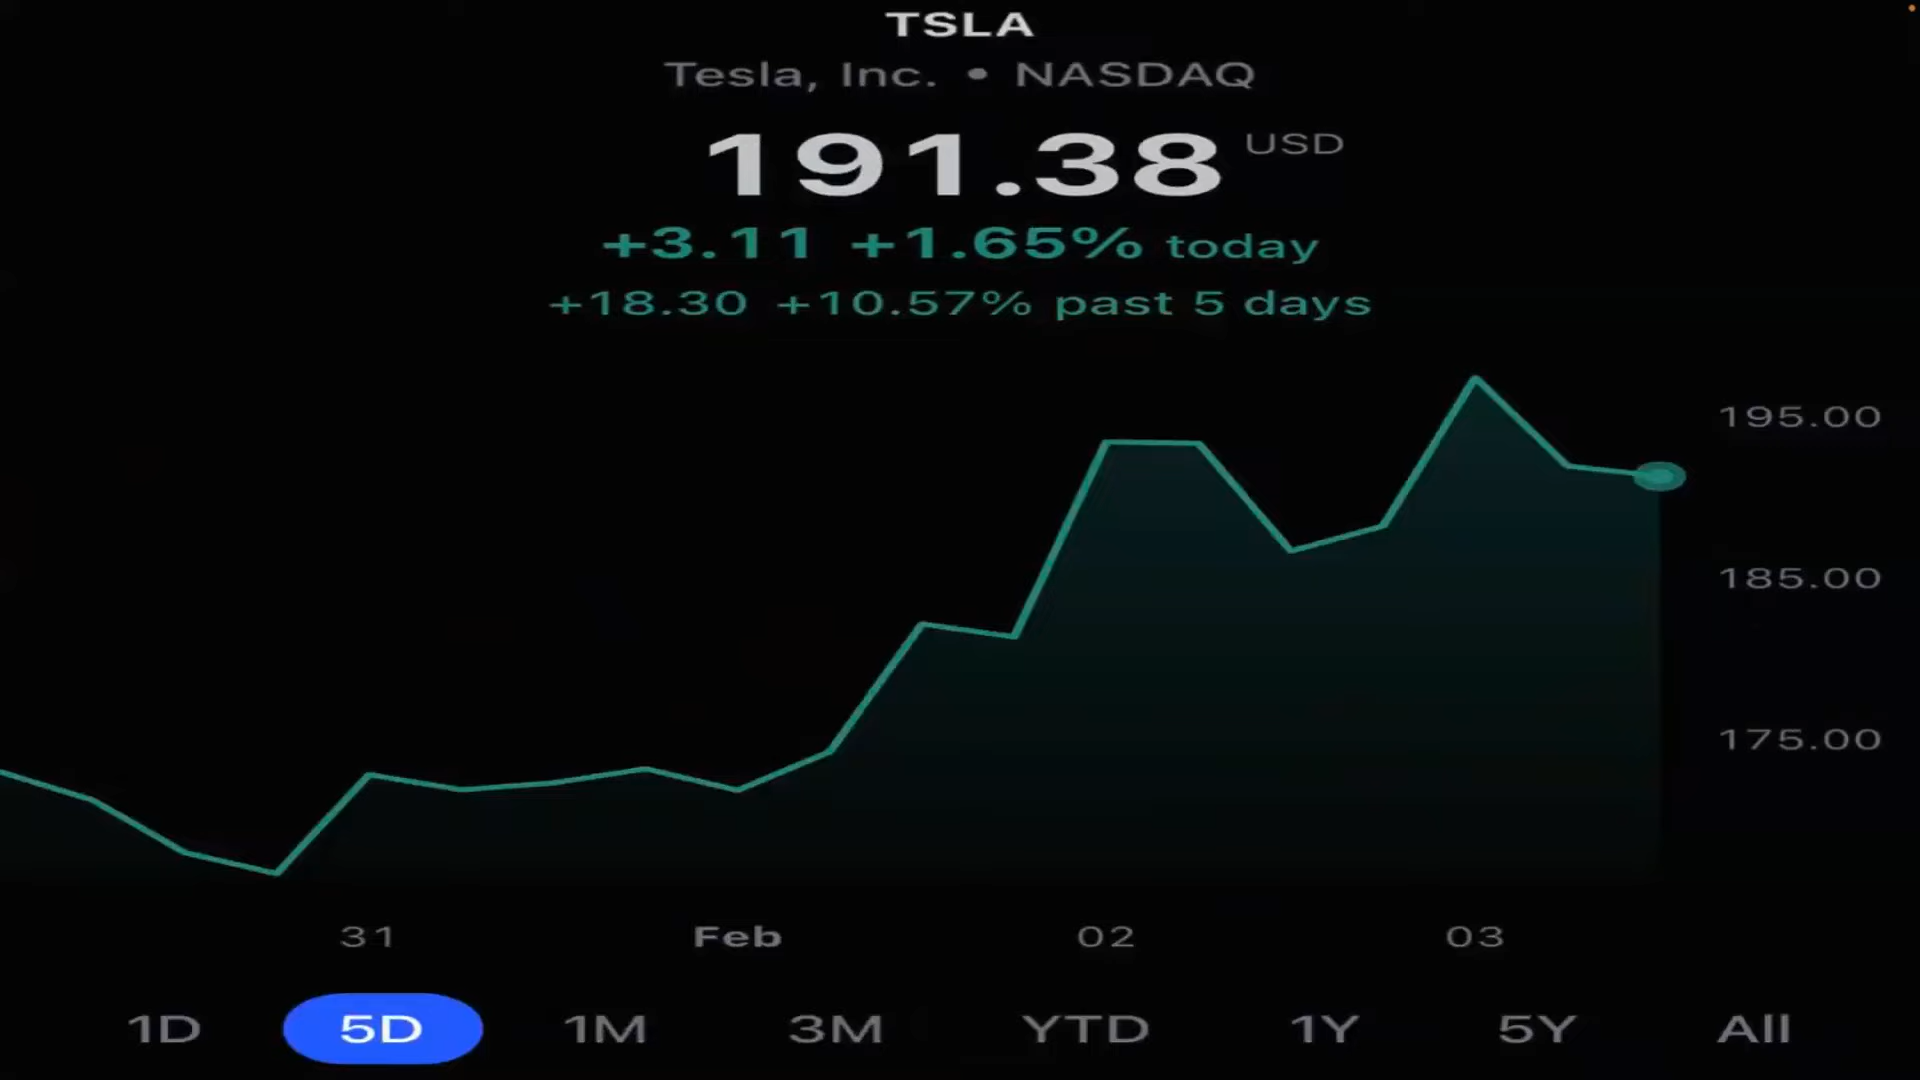 TSLA
Tesla, Inc. • NASDAQ
191.38 USD
+3.11 +1.65% today
+18.30 +10.57% past 5 days
195.00
185.00
175.00
31 Feb 02 03
1D 5D 1M 3M YTD 1Y 5Y All